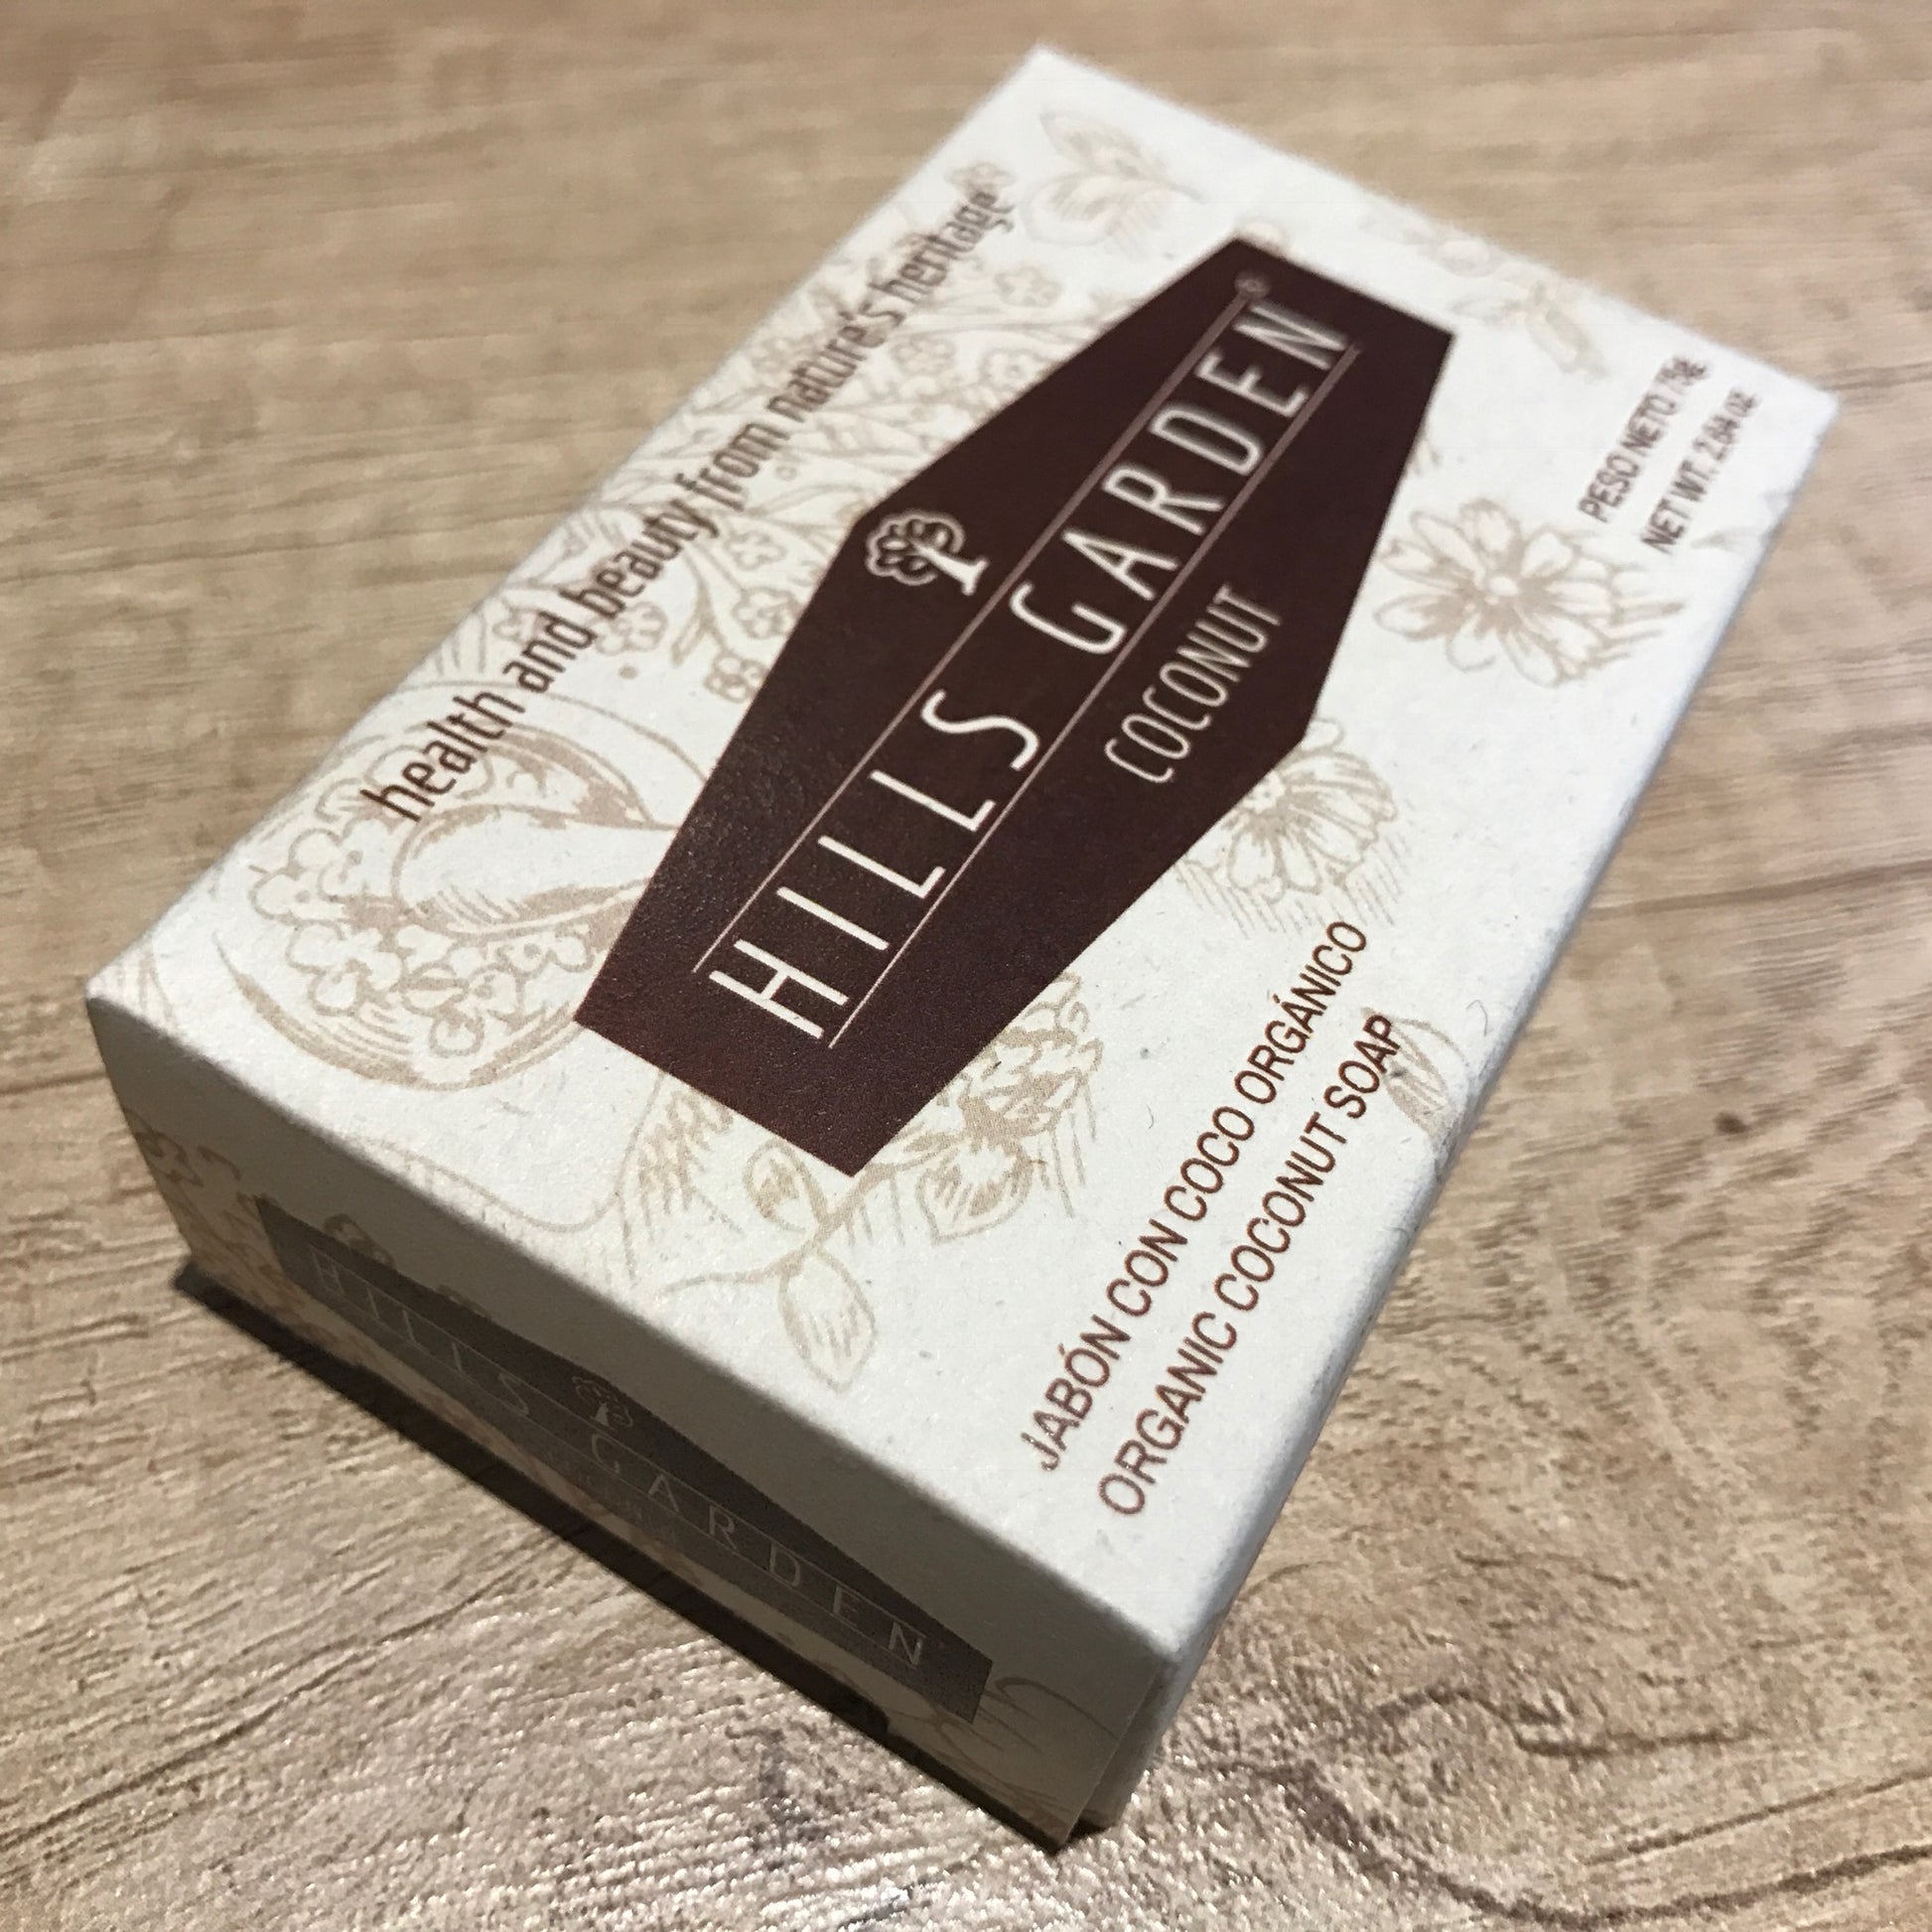 health and beauty from nature's heritage®
HILLS GARDEN®
COCONUT
PESO NETO 75g
NET WT. 2.64 oz
JABÓN CON COCO ORGÁNICO
ORGANIC COCONUT SOAP
HILLS GARDEN